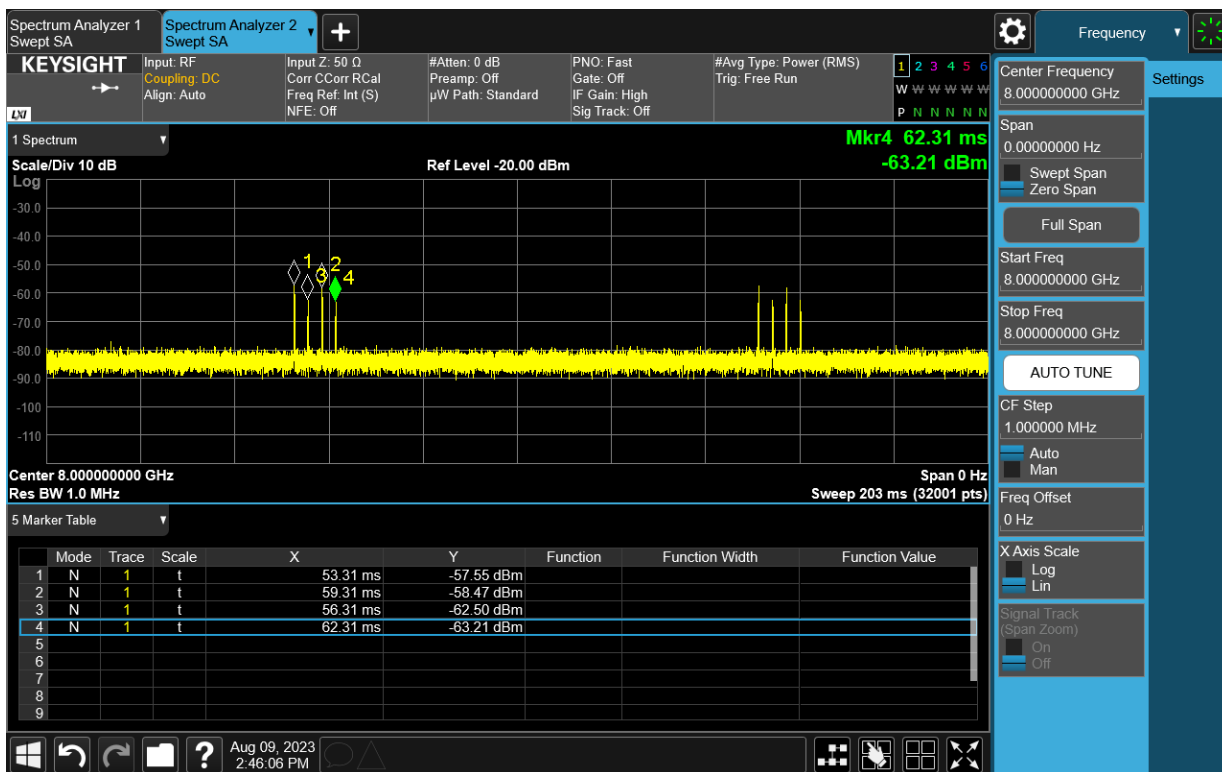 Spectrum Analyzer 1
Swept SA
Spectrum Analyzer 2
Swept SA
+
Frequency
KEYSIGHT
LXI
Input: RF
Coupling: DC
Align: Auto
Input Z: 50 Ω
Corr CCorr RCal
Freq Ref: Int (S)
NFE: Off
#Atten: 0 dB
Preamp: Off
µW Path: Standard
PNO: Fast
Gate: Off
IF Gain: High
Sig Track: Off
#Avg Type: Power (RMS)
Trig: Free Run
1 2 3 4 5 6
W W W W W W
P N N N N N
1 Spectrum
Mkr4 62.31 ms
Scale/Div 10 dB
Ref Level -20.00 dBm
-63.21 dBm
Log
-30.0
-40.0
-50.0
-60.0
-70.0
-80.0
-90.0
-100
-110
1
2
3
4
Center 8.000000000 GHz
Span 0 Hz
Res BW 1.0 MHz
Sweep 203 ms (32001 pts)
5 Marker Table
Mode Trace Scale X Y Function Function Width Function Value
1 N 1 t 53.31 ms -57.55 dBm
2 N 1 t 59.31 ms -58.47 dBm
3 N 1 t 56.31 ms -62.50 dBm
4 N 1 t 62.31 ms -63.21 dBm
5
6
7
8
9
Center Frequency
8.000000000 GHz
Settings
Span
0.00000000 Hz
Swept Span
Zero Span
Full Span
Start Freq
8.000000000 GHz
Stop Freq
8.000000000 GHz
AUTO TUNE
CF Step
1.000000 MHz
Auto
Man
Freq Offset
0 Hz
X Axis Scale
Log
Lin
Signal Track
(Span Zoom)
On
Off
?
Aug 09, 2023
2:46:06 PM